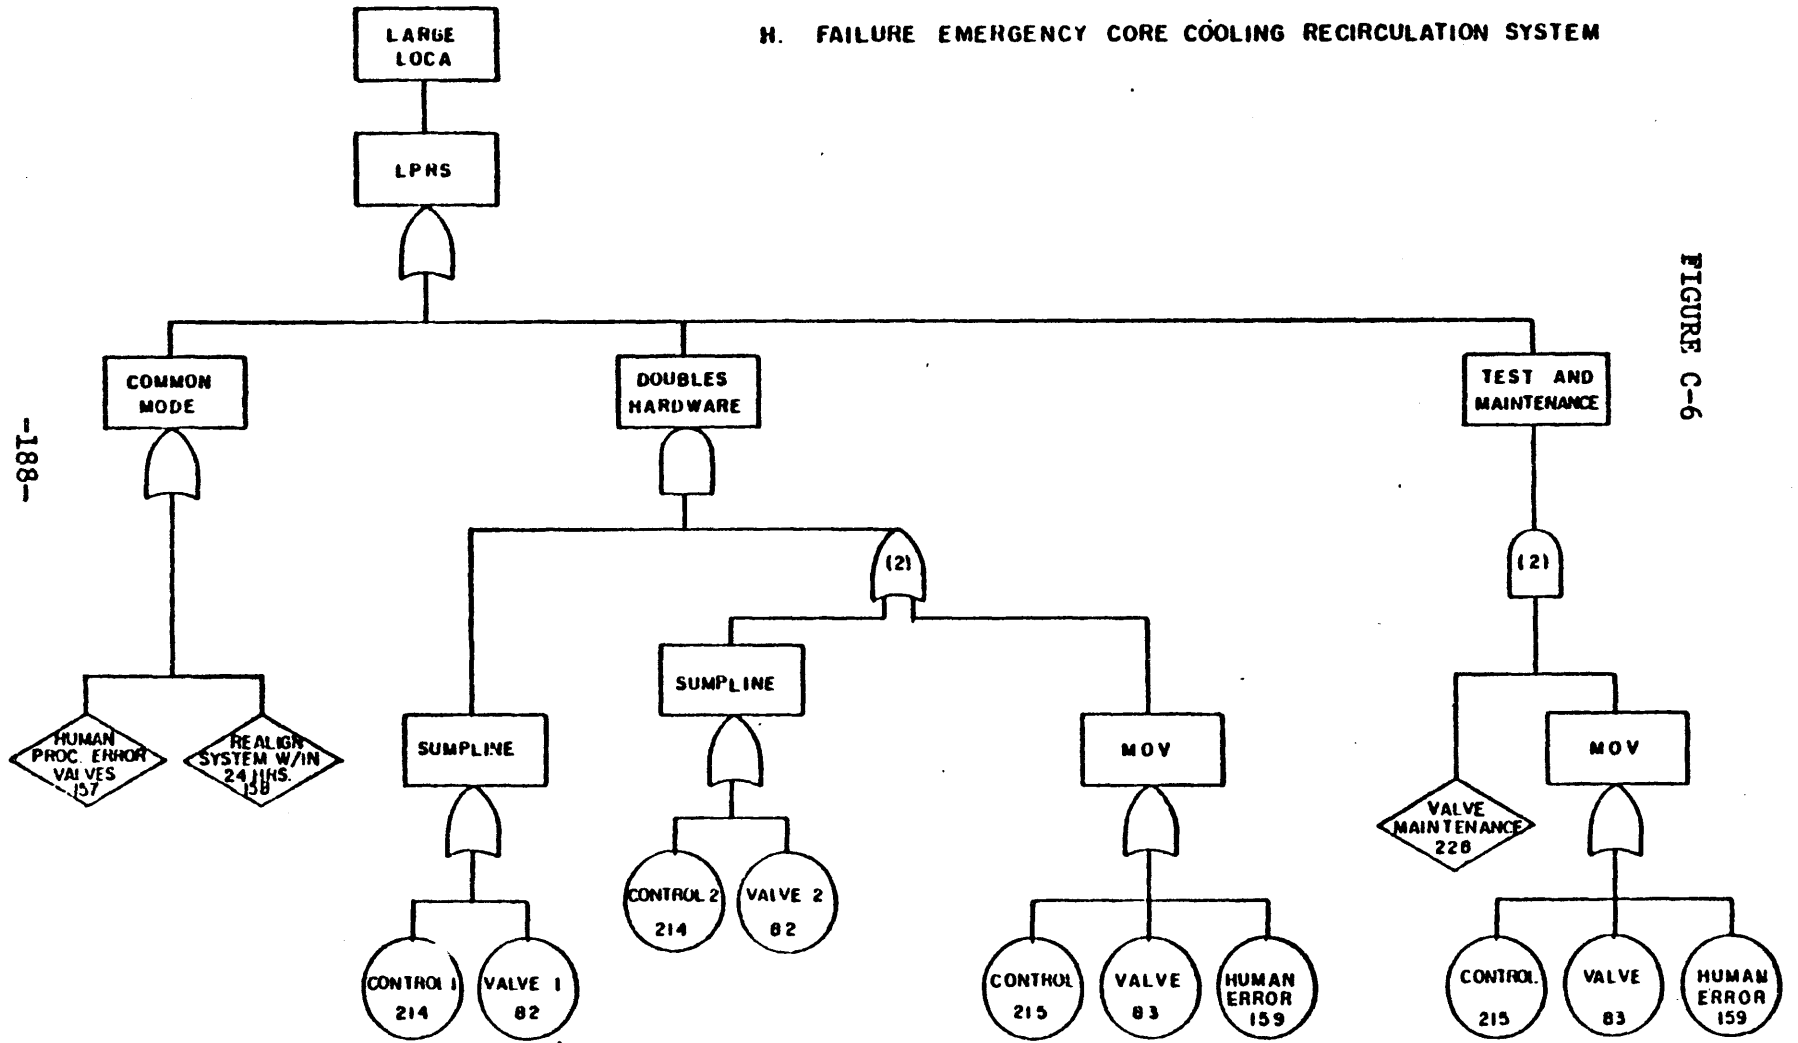 H. FAILURE EMERGENCY CORE COOLING RECIRCULATION SYSTEM
LARGE
LOCA
LPRS
COMMON
MODE
DOUBLES
HARDWARE
TEST AND
MAINTENANCE
FIGURE C-6
-188-
(2)
(2)
SUMPLINE
SUMPLINE
MOV
MOV
HUMAN
PROC. ERROR
VALVES
157
REALIGN
SYSTEM W/IN
24 HRS.
158
VALVE
MAINTENANCE
228
CONTROL 2
214
VALVE 2
82
CONTROL 1
214
VALVE 1
82
CONTROL
215
VALVE
83
HUMAN
ERROR
159
CONTROL
215
VALVE
83
HUMAN
ERROR
159